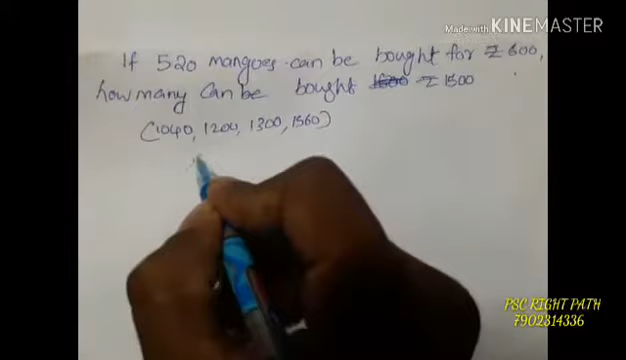 Made with KINEMASTER
If 520 mangoes can be bought for ₹ 600,
how many can be bought ₹ 1500
(1040, 1200, 1300, 1560)
PSC RIGHT PATH
7902314336